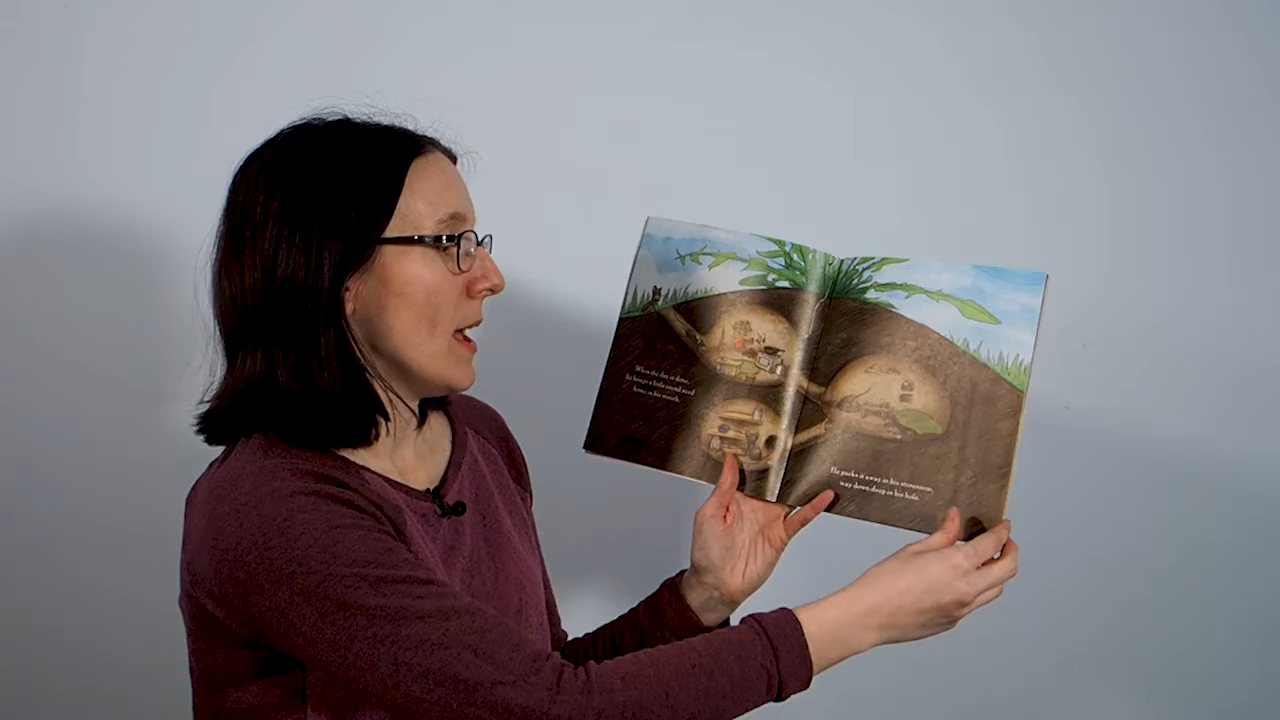 When the day is done,
he brings a little round seed
home in his mouth.
He packs it away in his storeroom,
way down deep in his hole.